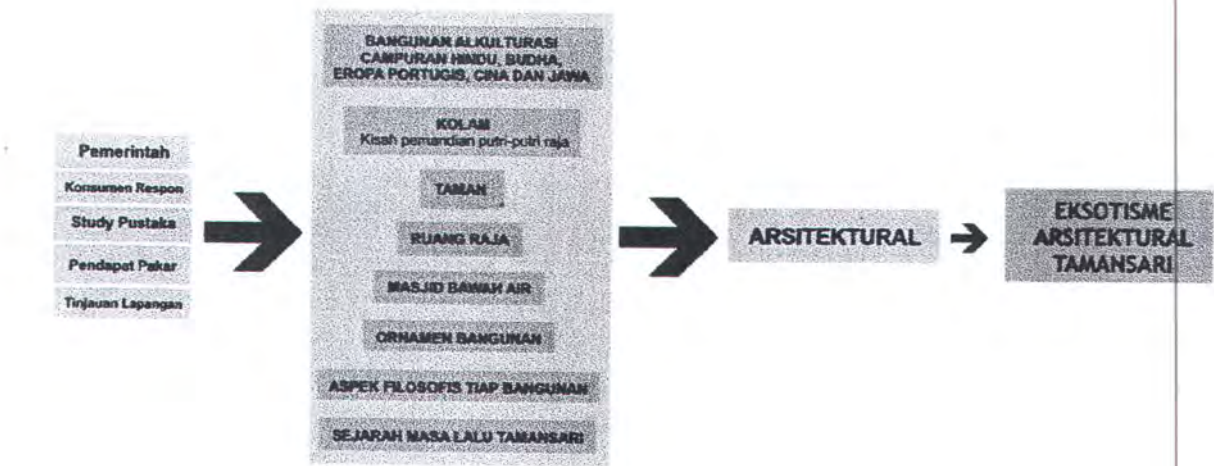 Pemerintah
Konsumen Respon
Study Pustaka
Pendapat Pakar
Tinjauan Lapangan
BANGUNAN ALKULTURASI
CAMPURAN HINDU, BUDHA,
EROPA PORTUGIS, CINA DAN JAWA
KOLAM
Kisah pemandian putri-putri raja
TAMAN
RUANG RAJA
MASJID BAWAH AIR
ORNAMEN BANGUNAN
ASPEK FILOSOFIS TIAP BANGUNAN
SEJARAH MASA LALU TAMANSARI
ARSITEKTURAL
EKSOTISME
ARSITEKTURAL
TAMANSARI